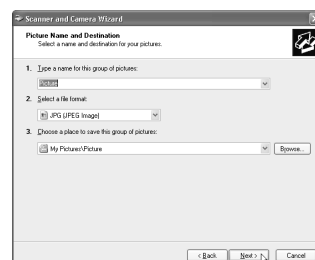 Scanner and Camera Wizard
Picture Name and Destination
Select a name and destination for your pictures.
1. Type a name for this group of pictures:
Picture
2. Select a file format:
JPG (JPEG Image)
3. Choose a place to save this group of pictures:
My Pictures\Picture
Browse...
< Back
Next >
Cancel